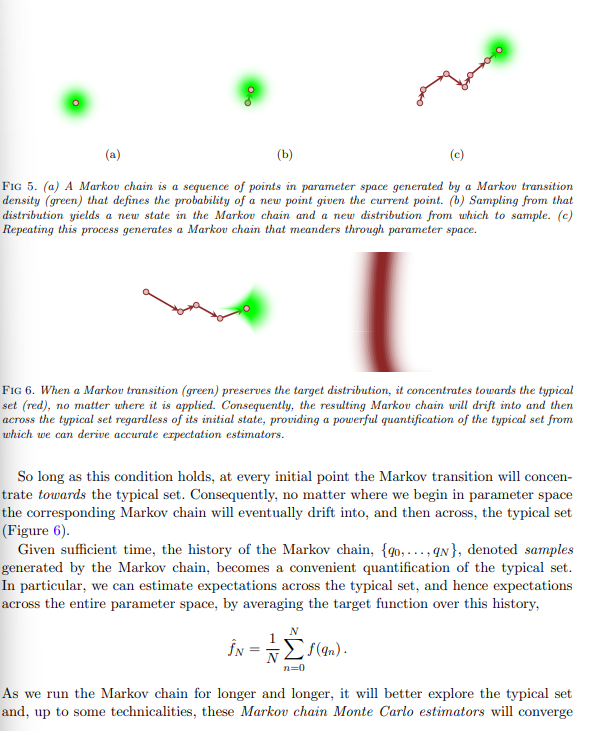 (a)
(b)
(c)
FIG 5. (a) A Markov chain is a sequence of points in parameter space generated by a Markov transition
density (green) that defines the probability of a new point given the current point. (b) Sampling from that
distribution yields a new state in the Markov chain and a new distribution from which to sample. (c)
Repeating this process generates a Markov chain that meanders through parameter space.
FIG 6. When a Markov transition (green) preserves the target distribution, it concentrates towards the typical
set (red), no matter where it is applied. Consequently, the resulting Markov chain will drift into and then
across the typical set regardless of its initial state, providing a powerful quantification of the typical set from
which we can derive accurate expectation estimators.
So long as this condition holds, at every initial point the Markov transition will concen-
trate towards the typical set. Consequently, no matter where we begin in parameter space
the corresponding Markov chain will eventually drift into, and then across, the typical set
(Figure 6).
Given sufficient time, the history of the Markov chain, {q₀, . . . , q_N}, denoted samples
generated by the Markov chain, becomes a convenient quantification of the typical set.
In particular, we can estimate expectations across the typical set, and hence expectations
across the entire parameter space, by averaging the target function over this history,
f̂_N = 1/N ∑_{n=0}^{N} f(q_n) .
As we run the Markov chain for longer and longer, it will better explore the typical set
and, up to some technicalities, these Markov chain Monte Carlo estimators will converge